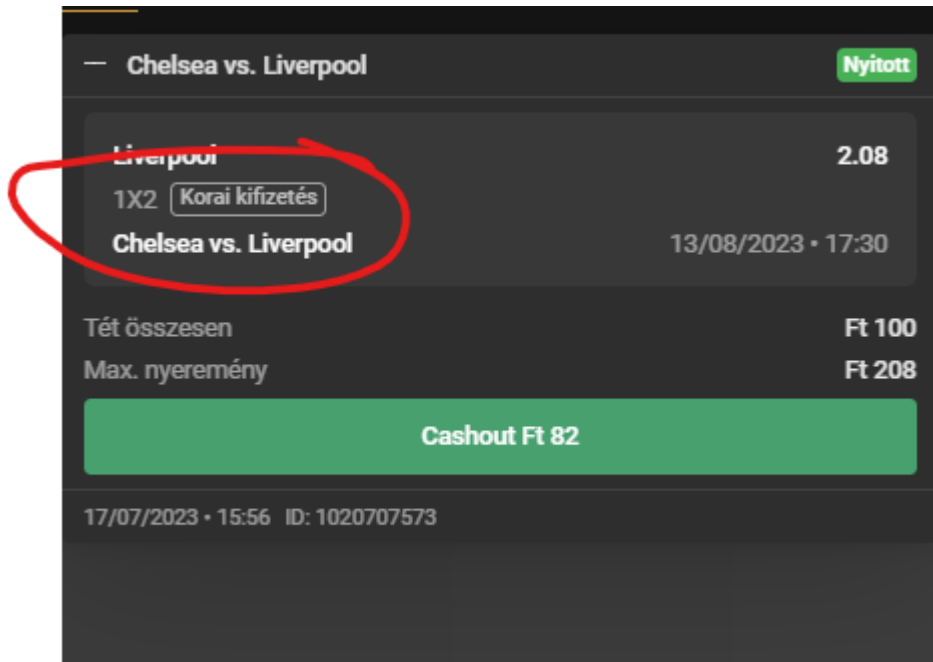 — Chelsea vs. Liverpool Nyitott
Liverpool 2.08
1X2 Korai kifizetés
Chelsea vs. Liverpool 13/08/2023 • 17:30
Tét összesen Ft 100
Max. nyeremény Ft 208
Cashout Ft 82
17/07/2023 • 15:56 ID: 1020707573